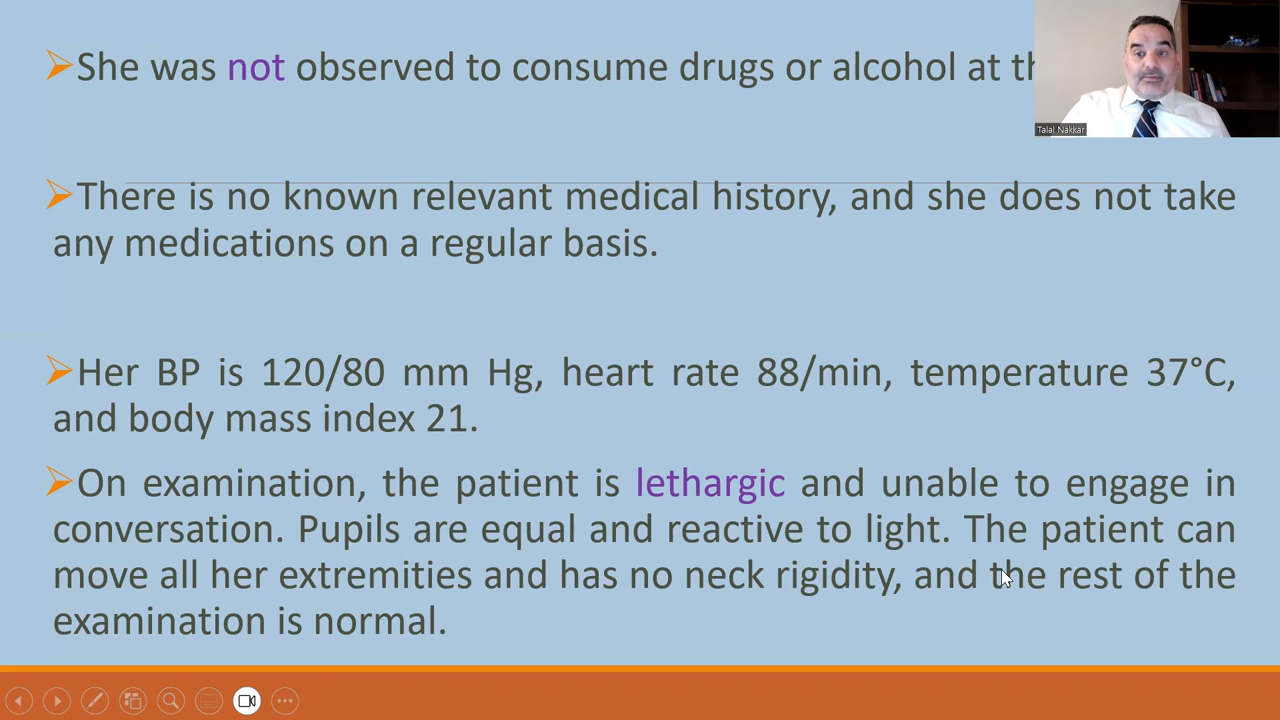 She was not observed to consume drugs or alcohol at
Talal Nakkar
There is no known relevant medical history, and she does not take
any medications on a regular basis.
Her BP is 120/80 mm Hg, heart rate 88/min, temperature 37°C,
and body mass index 21.
On examination, the patient is lethargic and unable to engage in
conversation. Pupils are equal and reactive to light. The patient can
move all her extremities and has no neck rigidity, and the rest of the
examination is normal.